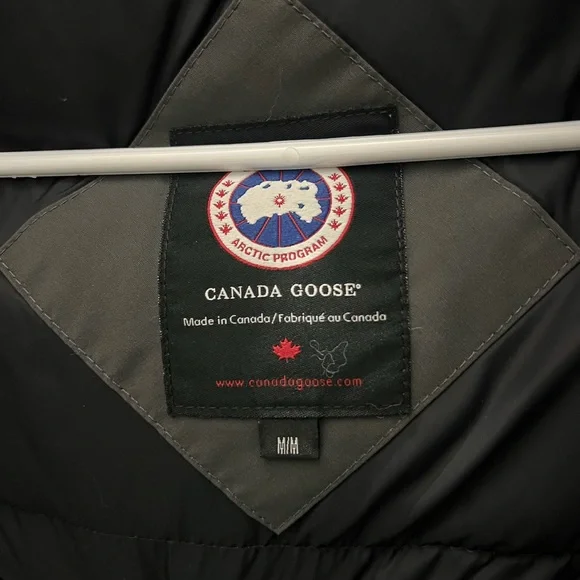 ARCTIC PROGRAM
CANADA GOOSE®
Made in Canada/Fabriqué au Canada
www.canadagoose.com
M/M